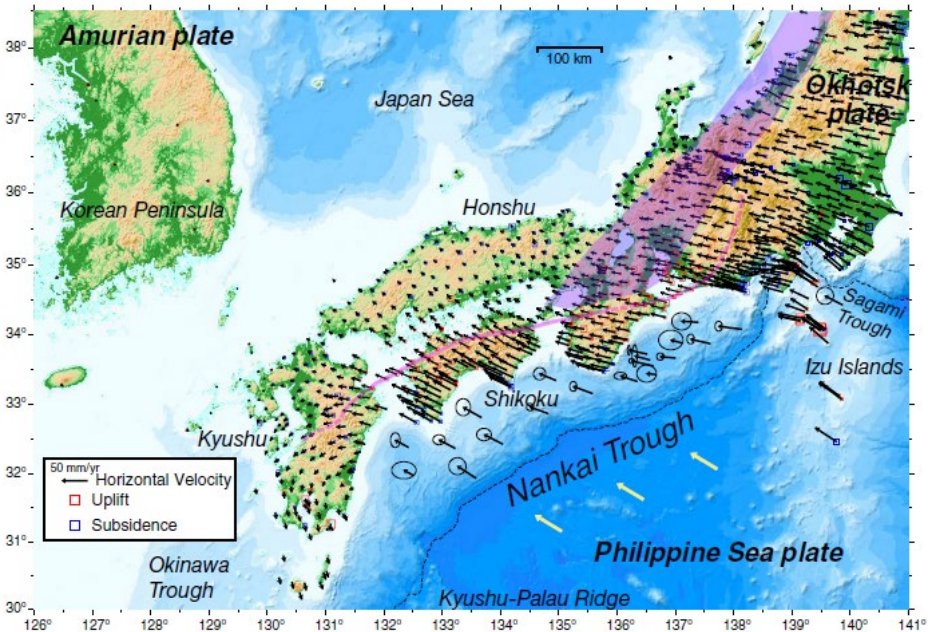 Amurian plate
100 km
Japan Sea
Okhotsk
plate
Korean Peninsula
Honshu
Sagami
Trough
Izu Islands
Shikoku
Kyushu
Nankai Trough
50 mm/yr
Horizontal Velocity
Uplift
Subsidence
Philippine Sea plate
Okinawa
Trough
Kyushu-Palau Ridge
38°
37°
36°
35°
34°
33°
32°
31°
30°
126° 127° 128° 129° 130° 131° 132° 133° 134° 135° 136° 137° 138° 139° 140° 141°